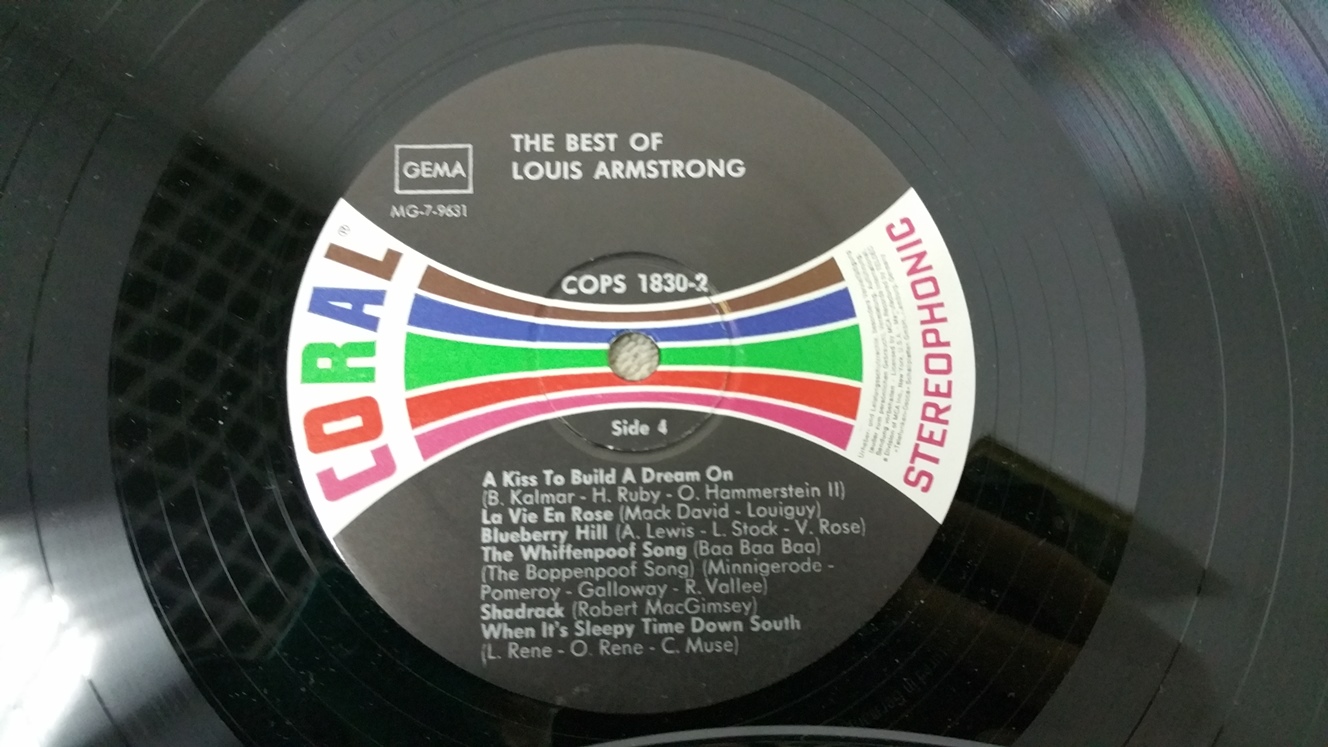 THE BEST OF
LOUIS ARMSTRONG
GEMA
MG-7-9631
CORAL
®
COPS 1830-2
STEREOPHONIC
Side 4
A Kiss To Build A Dream On
(B. Kalmar - H. Ruby - O. Hammerstein II)
La Vie En Rose (Mack David - Louiguy)
Blueberry Hill (A. Lewis - L. Stock - V. Rose)
The Whiffenpoof Song (Baa Baa Baa)
(The Boppenpoof Song) (Minnigerode -
Pomeroy - Galloway - R. Vallee)
Shadrack (Robert MacGimsey)
When It's Sleepy Time Down South
(L. Rene - O. Rene - C. Muse)